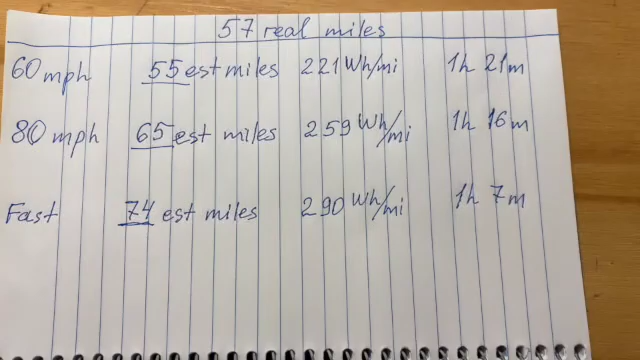 57 real miles
60 mph 55 est miles 221 Wh/mi 1h 21m
80 mph 65 est miles 259 Wh/mi 1h 16m
Fast 74 est miles 290 Wh/mi 1h 7m